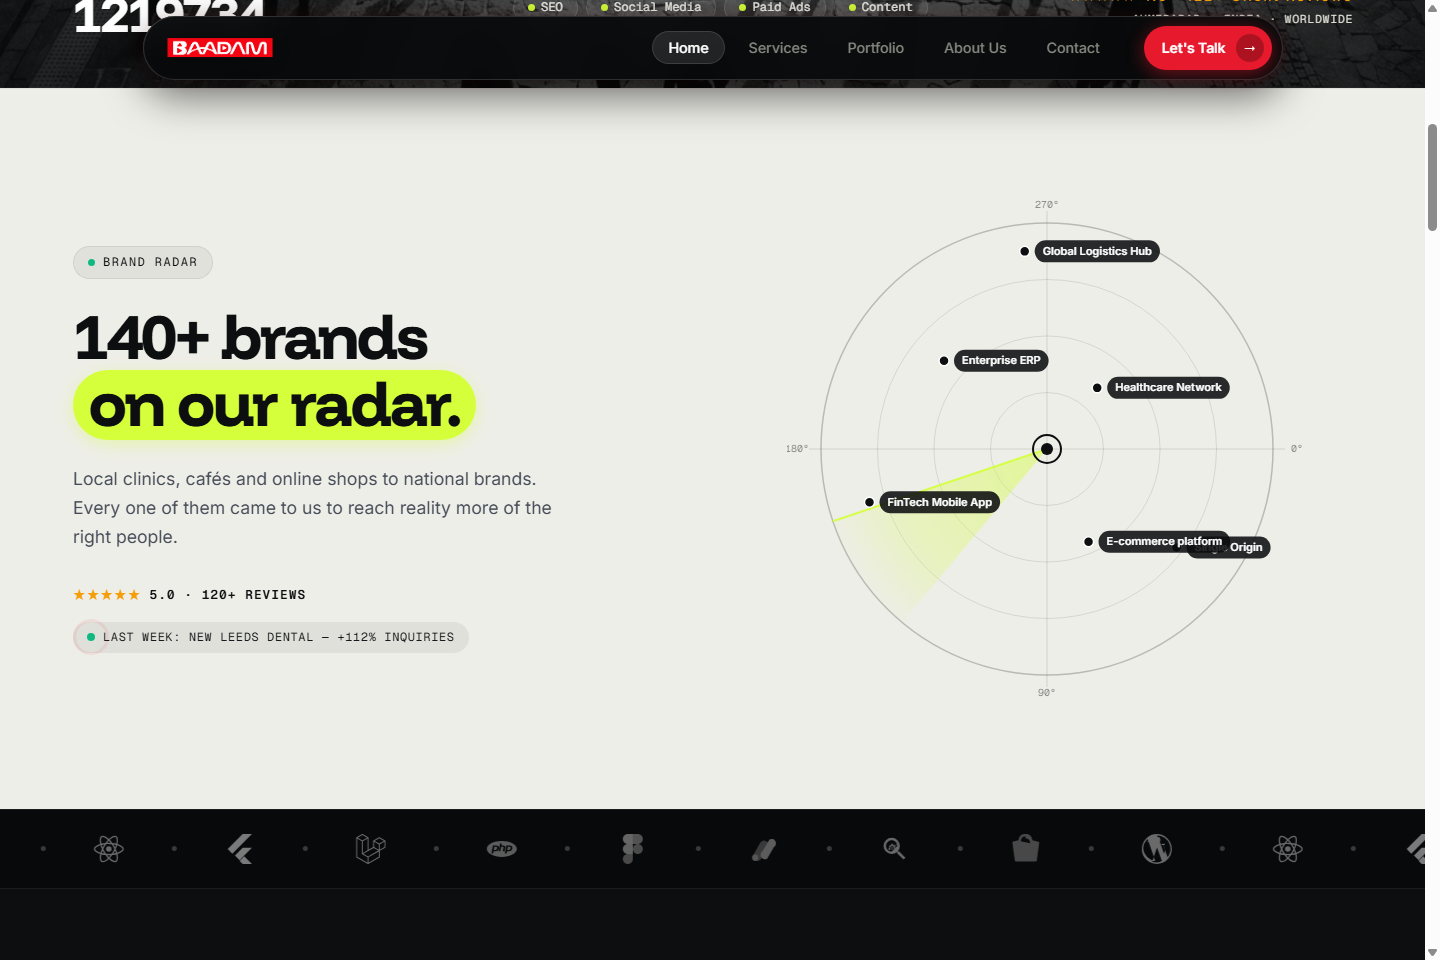 1219734
SEO
Social Media
Paid Ads
Content
· WORLDWIDE
BAADAM
Home
Services
Portfolio
About Us
Contact
Let's Talk →
BRAND RADAR
140+ brands
on our radar.
Local clinics, cafés and online shops to national brands.
Every one of them came to us to reach reality more of the
right people.
★★★★★ 5.0 · 120+ REVIEWS
LAST WEEK: NEW LEEDS DENTAL — +112% INQUIRIES
270°
Global Logistics Hub
Enterprise ERP
Healthcare Network
180°
0°
FinTech Mobile App
E-commerce platform
Origin
90°
php